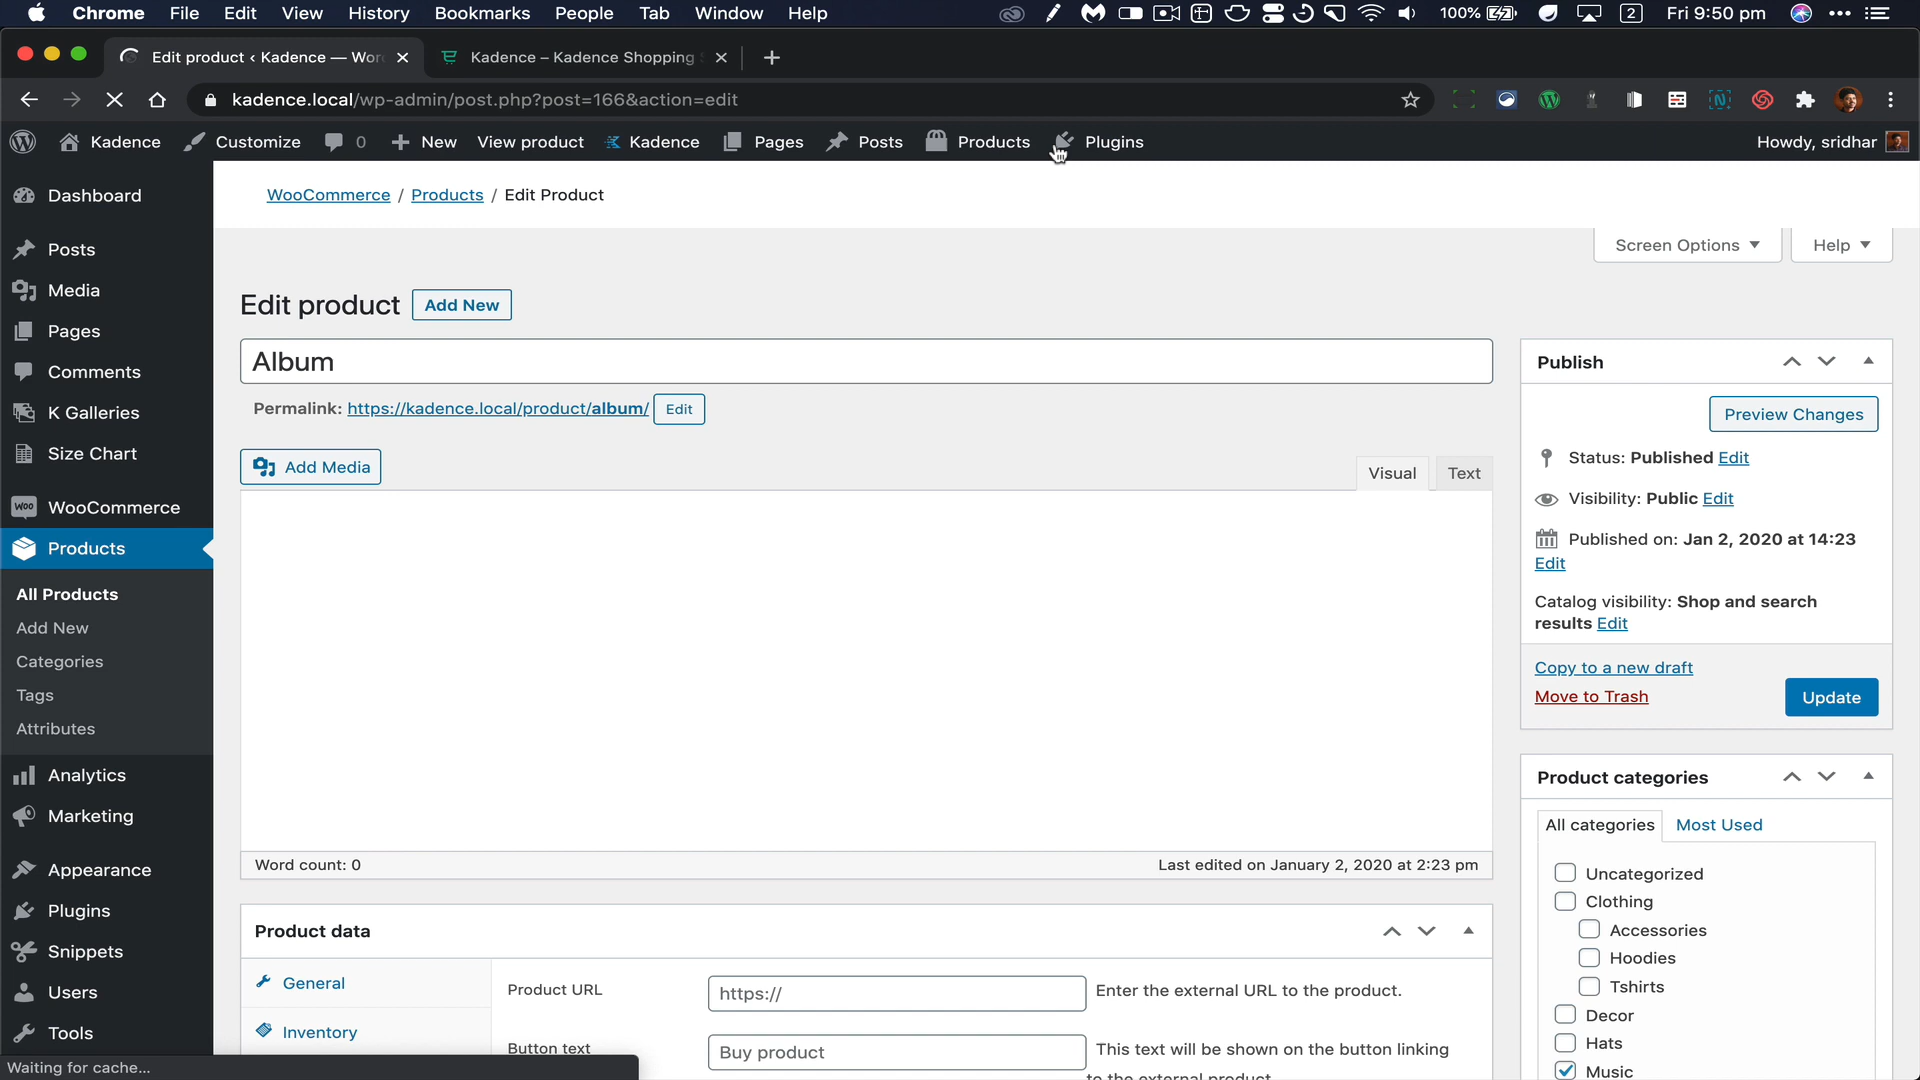 Chrome File Edit View History Bookmarks People Tab Window Help 100% 2 Fri 9:50 pm
Edit product ‹ Kadence — Wor Kadence – Kadence Shopping
kadence.local/wp-admin/post.php?post=166&action=edit
Kadence Customize 0 New View product Kadence Pages Posts Products Plugins Howdy, sridhar
Dashboard
Posts
Media
Pages
Comments
K Galleries
Size Chart
WooCommerce
Products
All Products
Add New
Categories
Tags
Attributes
Analytics
Marketing
Appearance
Plugins
Snippets
Users
Tools
Waiting for cache...
WooCommerce / Products / Edit Product
Screen Options Help
Edit product Add New
Album
Permalink: https://kadence.local/product/album/ Edit
Add Media
Visual Text
Word count: 0 Last edited on January 2, 2020 at 2:23 pm
Product data
General
Inventory
Product URL https:// Enter the external URL to the product.
Button text Buy product This text will be shown on the button linking
to the external product.
Publish
Preview Changes
Status: Published Edit
Visibility: Public Edit
Published on: Jan 2, 2020 at 14:23
Edit
Catalog visibility: Shop and search
results Edit
Copy to a new draft
Move to Trash
Update
Product categories
All categories Most Used
Uncategorized
Clothing
Accessories
Hoodies
Tshirts
Decor
Hats
Music